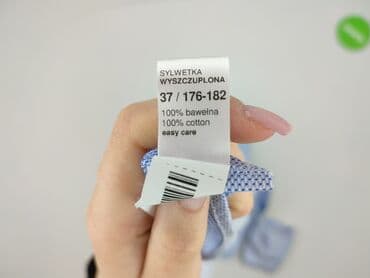 SYLWETKA
WYSZCZUPLONA
37 / 176-182
100% bawełna
100% cotton
easy care